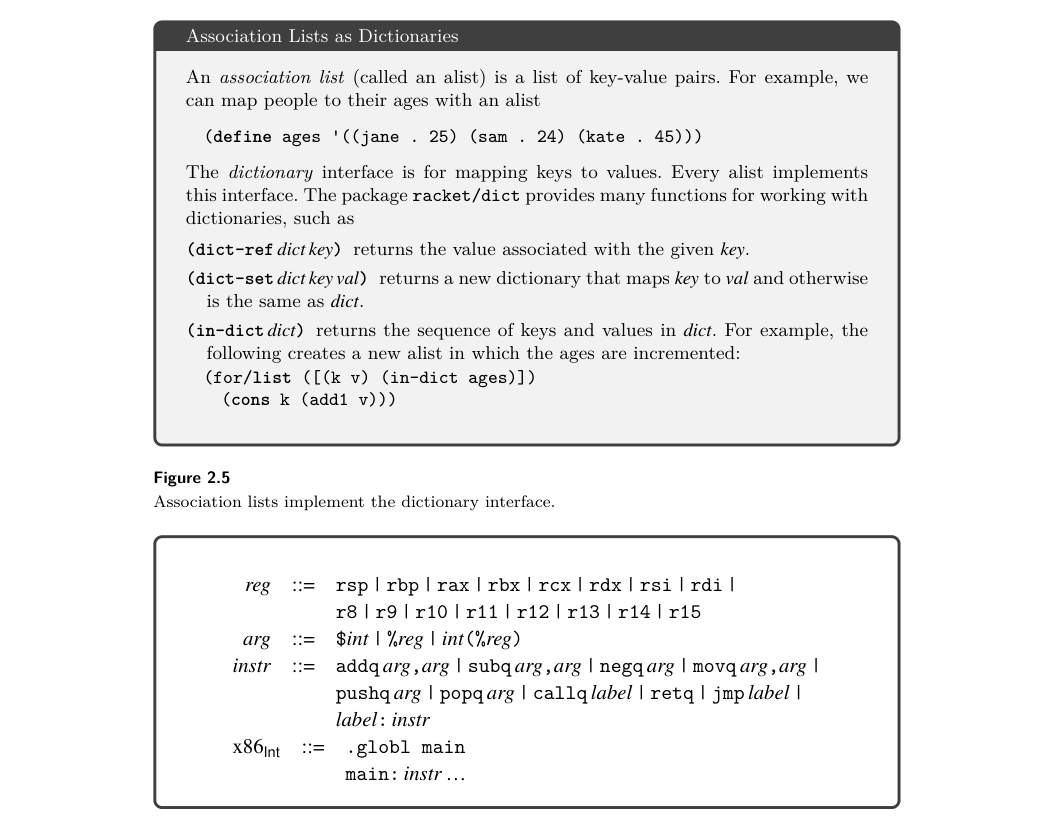 Association Lists as Dictionaries
An association list (called an alist) is a list of key-value pairs. For example, we
can map people to their ages with an alist
(define ages '((jane . 25) (sam . 24) (kate . 45)))
The dictionary interface is for mapping keys to values. Every alist implements
this interface. The package racket/dict provides many functions for working with
dictionaries, such as
(dict-ref dict key) returns the value associated with the given key.
(dict-set dict key val) returns a new dictionary that maps key to val and otherwise
is the same as dict.
(in-dict dict) returns the sequence of keys and values in dict. For example, the
following creates a new alist in which the ages are incremented:
(for/list ([(k v) (in-dict ages)])
(cons k (add1 v)))
Figure 2.5
Association lists implement the dictionary interface.
reg ::= rsp | rbp | rax | rbx | rcx | rdx | rsi | rdi |
r8 | r9 | r10 | r11 | r12 | r13 | r14 | r15
arg ::= $int | %reg | int(%reg)
instr ::= addq arg,arg | subq arg,arg | negq arg | movq arg,arg |
pushq arg | popq arg | callq label | retq | jmp label |
label: instr
x86Int ::= .globl main
main: instr …